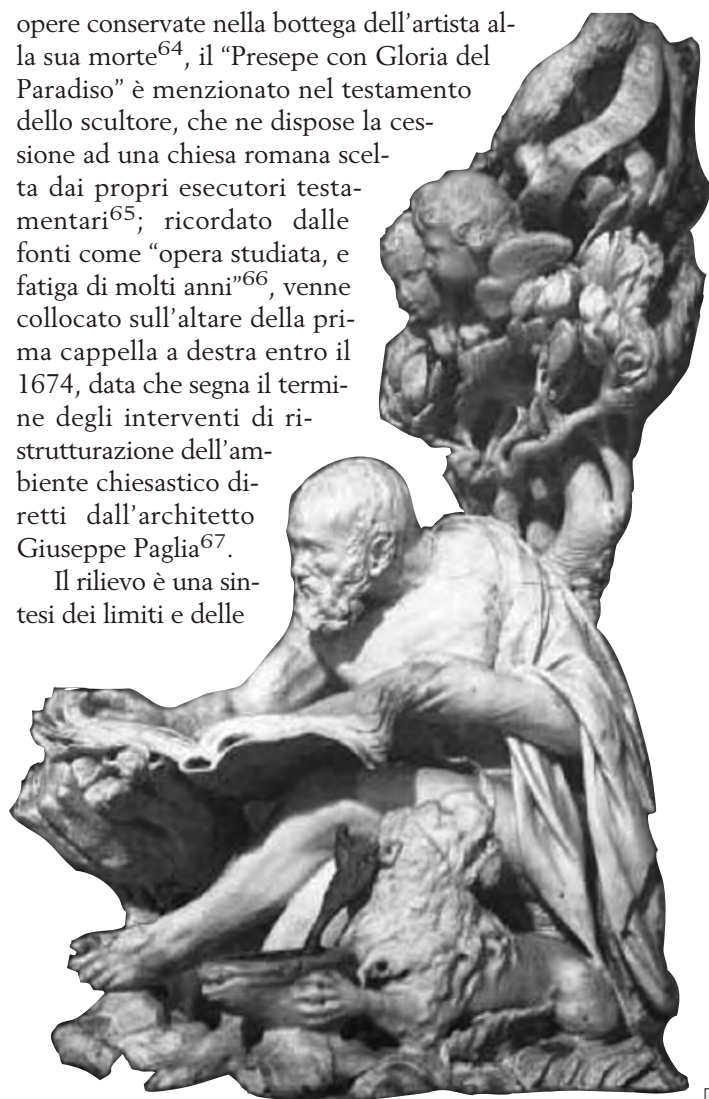 opere conservate nella bottega dell’artista al-
la sua morte64, il “Presepe con Gloria del
Paradiso” è menzionato nel testamento
dello scultore, che ne dispose la ces-
sione ad una chiesa romana scel-
ta dai propri esecutori testa-
mentari65; ricordato dalle
fonti come “opera studiata, e
fatiga di molti anni”66, venne
collocato sull’altare della pri-
ma cappella a destra entro il
1674, data che segna il termi-
ne degli interventi di ri-
strutturazione dell’am-
biente chiesastico di-
retti dall’architetto
Giuseppe Paglia67.
Il rilievo è una sin-
tesi dei limiti e delle